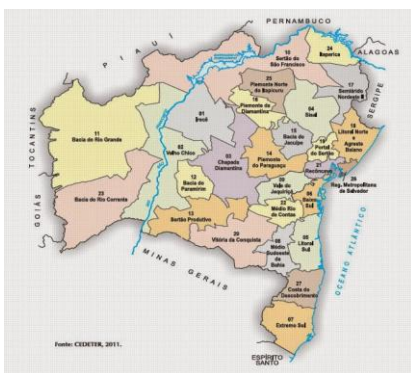 PERNAMBUCO
PIAUÍ
ALAGOAS
SERGIPE
TOCANTINS
GOIÁS
MINAS GERAIS
ESPÍRITO
SANTO
OCEANO ATLÂNTICO
24
Itaparica
10
Sertão do
São Francisco
25
Piemonte Norte
do Itapicuru
17
Semiárido
Nordeste II
16
Piemonte da
Diamantina
04
Sisal
01
Irecê
18
Litoral Norte
e
Agreste
Baiano
11
Bacia do Rio Grande
02
Velho Chico
15
Bacia do
Jacuípe
19
Portal do
Sertão
03
Chapada
Diamantina
14
Piemonte
do Paraguaçu
21
Recôncavo
26
Reg. Metropolitana
de Salvador
23
Bacia do Rio Corrente
12
Bacia do
Paramirim
09
Vale do
Jequiriçá
06
Baixo
Sul
22
Médio Rio
de Contas
13
Sertão Produtivo
20
Vitória da Conquista
08
Médio
Sudoeste
da
Bahia
05
Litoral
Sul
27
Costa do
Descobrimento
07
Extremo Sul
Fonte: CEDETER, 2011.